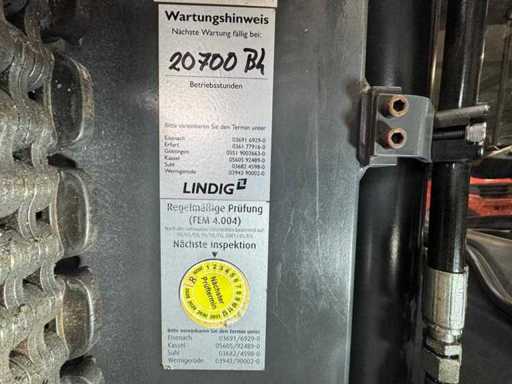 Wartungshinweis
Nächste Wartung fällig bei:
20700 Bh
Betriebsstunden
Bitte vereinbaren Sie den Termin unter
Eisenach 03691 6929-0
Erfurt 0361 77916-0
Göttingen 0551 9003663-0
Kassel 05605 92489-0
Suhl 03682 4598-0
Wernigerode 03943 90002-0
LINDIG
Regelmäßige Prüfung
(FEM 4.004)
Nächste Inspektion
Nächster
Prüftermin
Bitte vereinbaren Sie den Termin unter
Eisenach 03691/6929-0
Kassel 05605/92489-0
Suhl 03682/4598-0
Wernigerode 03943/90002-0